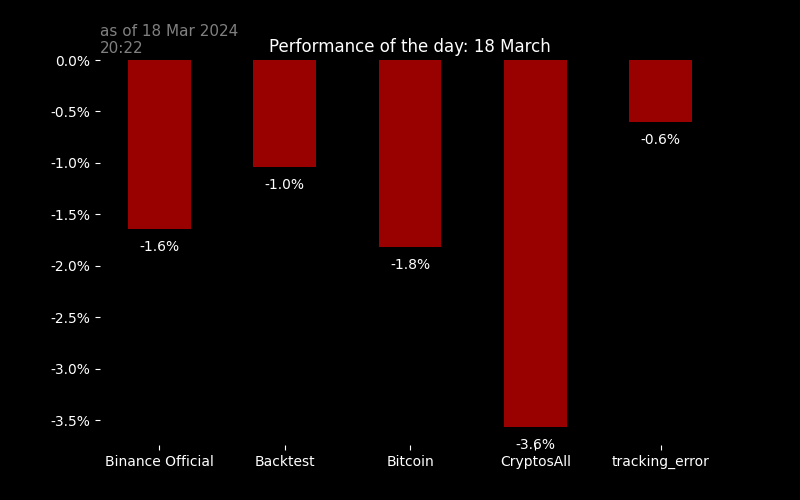 as of 18 Mar 2024
20:22
Performance of the day: 18 March
0.0%
-0.5%
-1.0%
-1.5%
-2.0%
-2.5%
-3.0%
-3.5%
-1.6%
-1.0%
-1.8%
-3.6%
-0.6%
Binance Official
Backtest
Bitcoin
CryptosAll
tracking_error